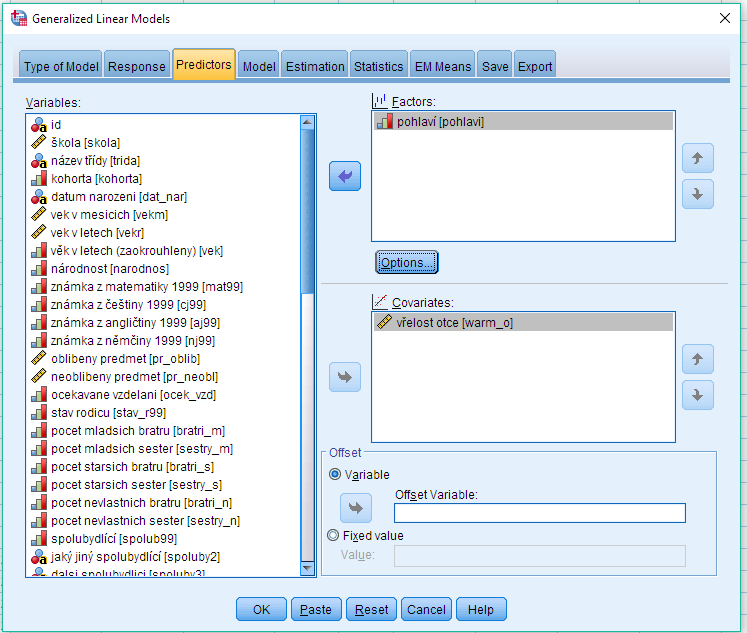 Generalized Linear Models
Type of Model Response Predictors Model Estimation Statistics EM Means Save Export
Variables:
id
škola [skola]
název třídy [trida]
kohorta [kohorta]
datum narozeni [dat_nar]
vek v mesicich [vekm]
vek v letech [vekr]
věk v letech (zaokrouhleny) [vek]
národnost [narodnos]
známka z matematiky 1999 [mat99]
známka z češtiny 1999 [cj99]
známka z angličtiny 1999 [aj99]
známka z němčiny 1999 [nj99]
oblibeny predmet [pr_oblib]
neoblibeny predmet [pr_neobl]
ocekavane vzdelani [ocek_vzd]
stav rodicu [stav_r99]
pocet mladsich bratru [bratri_m]
pocet mladsich sester [sestry_m]
pocet starsich bratru [bratri_s]
pocet starsich sester [sestry_s]
pocet nevlastnich bratru [bratri_n]
pocet nevlastnich sester [sestry_n]
spolubydlící [spolub99]
jaký jiný spolubydlící [spoluby2]
dalsi spolubydlici [spoluby3]
Factors:
pohlaví [pohlavi]
Options...
Covariates:
vřelost otce [warm_o]
Offset
Variable
Offset Variable:
Fixed value
Value:
OK Paste Reset Cancel Help